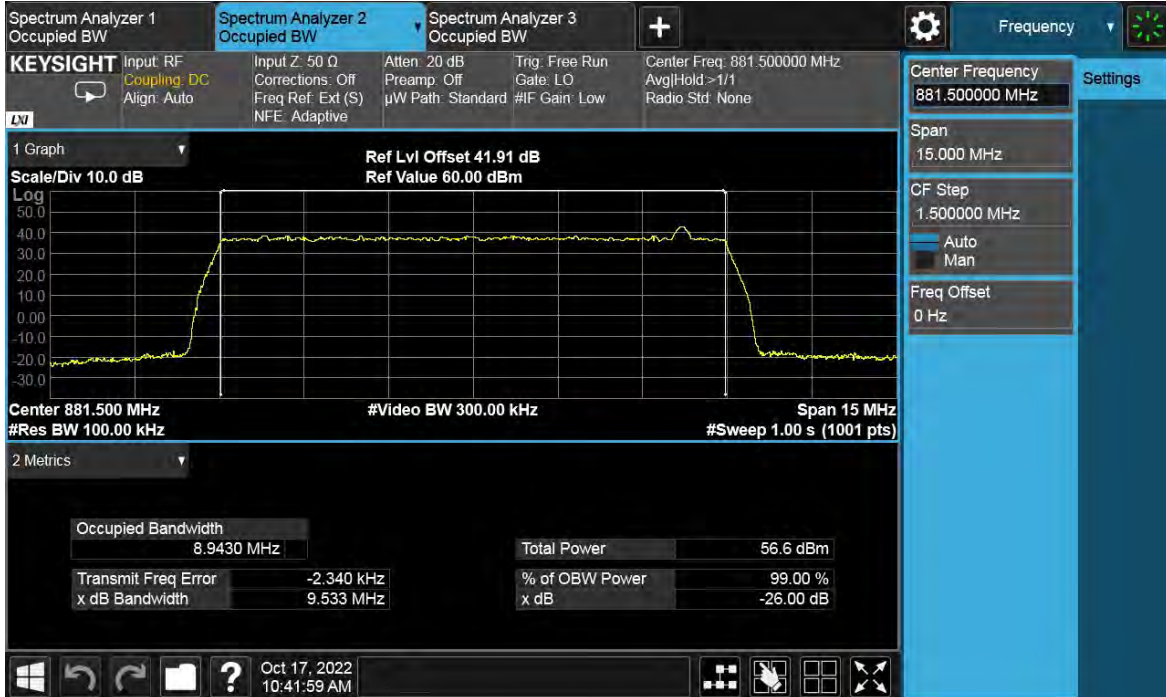 Spectrum Analyzer 1
Occupied BW
Spectrum Analyzer 2
Occupied BW
Spectrum Analyzer 3
Occupied BW
Frequency
KEYSIGHT
LXI
Input: RF
Coupling: DC
Align: Auto
Input Z: 50 Ω
Corrections: Off
Freq Ref: Ext (S)
NFE: Adaptive
Atten: 20 dB
Preamp: Off
µW Path: Standard
Trig: Free Run
Gate: LO
#IF Gain: Low
Center Freq: 881.500000 MHz
Avg|Hold:>1/1
Radio Std: None
Center Frequency
881.500000 MHz
Settings
Span
15.000 MHz
CF Step
1.500000 MHz
Auto
Man
Freq Offset
0 Hz
1 Graph
Scale/Div 10.0 dB
Ref Lvl Offset 41.91 dB
Ref Value 60.00 dBm
Log
50.0
40.0
30.0
20.0
10.0
0.00
-10.0
-20.0
-30.0
Center 881.500 MHz
#Res BW 100.00 kHz
#Video BW 300.00 kHz
Span 15 MHz
#Sweep 1.00 s (1001 pts)
2 Metrics
Occupied Bandwidth
8.9430 MHz
Total Power 56.6 dBm
Transmit Freq Error -2.340 kHz
% of OBW Power 99.00 %
x dB Bandwidth 9.533 MHz
x dB -26.00 dB
?
Oct 17, 2022
10:41:59 AM